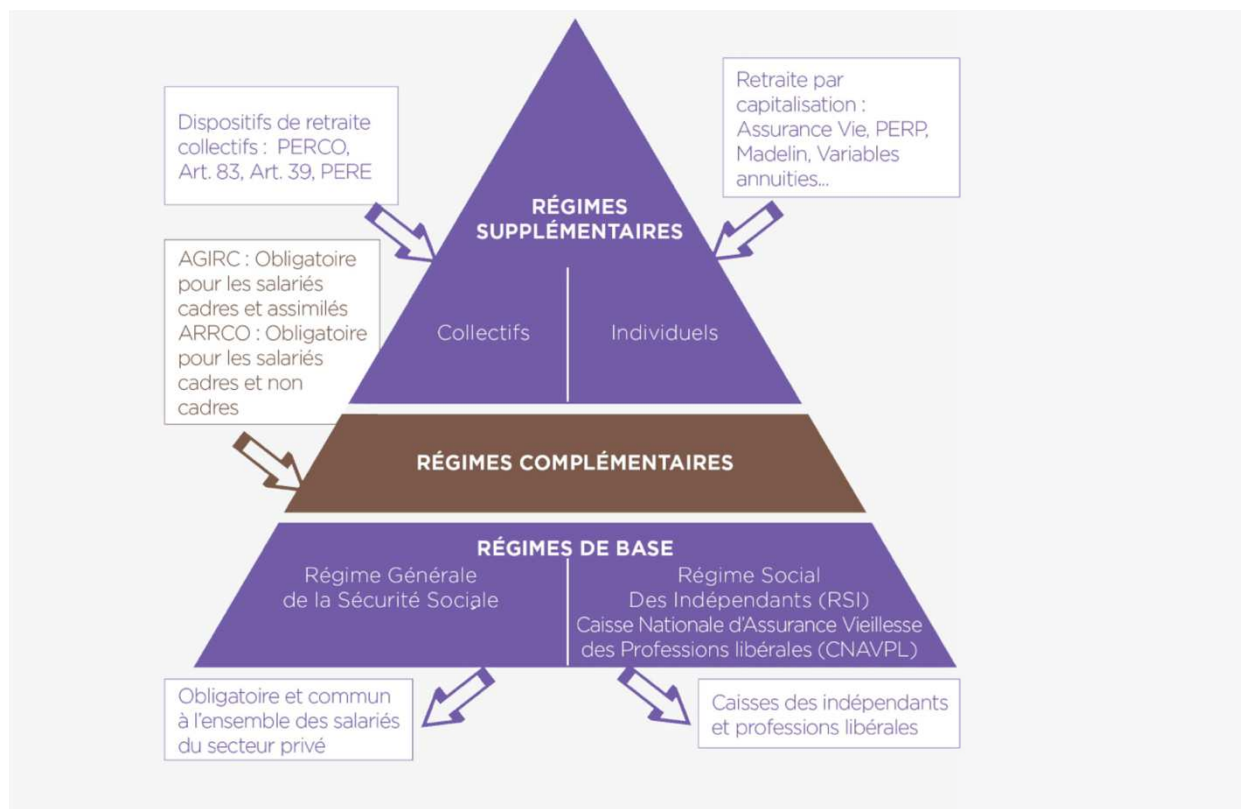 Dispositifs de retraite
collectifs : PERCO,
Art. 83, Art. 39, PERE
Retraite par
capitalisation :
Assurance Vie, PERP,
Madelin, Variables
annuities...
RÉGIMES
SUPPLÉMENTAIRES
Collectifs
Individuels
AGIRC : Obligatoire
pour les salariés
cadres et assimilés
ARRCO : Obligatoire
pour les salariés
cadres et non
cadres
RÉGIMES COMPLÉMENTAIRES
RÉGIMES DE BASE
Régime Générale
de la Sécurité Sociale
Régime Social
Des Indépendants (RSI)
Caisse Nationale d'Assurance Vieillesse
des Professions libérales (CNAVPL)
Obligatoire et commun
à l'ensemble des salariés
du secteur privé
Caisses des indépendants
et professions libérales